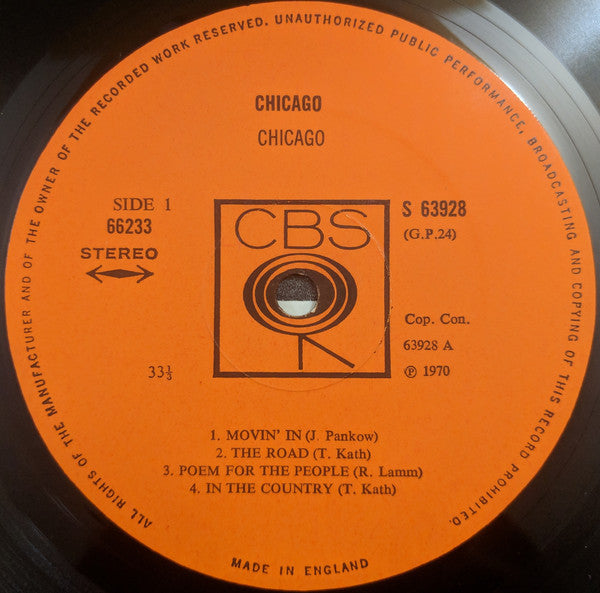 ALL RIGHTS OF THE MANUFACTURER AND OF THE OWNER OF THE RECORDED WORK RESERVED. UNAUTHORIZED PUBLIC PERFORMANCE, BROADCASTING AND COPYING OF THIS RECORD PROHIBITED.
CHICAGO
CHICAGO
SIDE 1
66233
STEREO
CBS
S 63928
(G.P.24)
Cop. Con.
63928 A
℗ 1970
33⅓
1. MOVIN' IN (J. Pankow)
2. THE ROAD (T. Kath)
3. POEM FOR THE PEOPLE (R. Lamm)
4. IN THE COUNTRY (T. Kath)
MADE IN ENGLAND